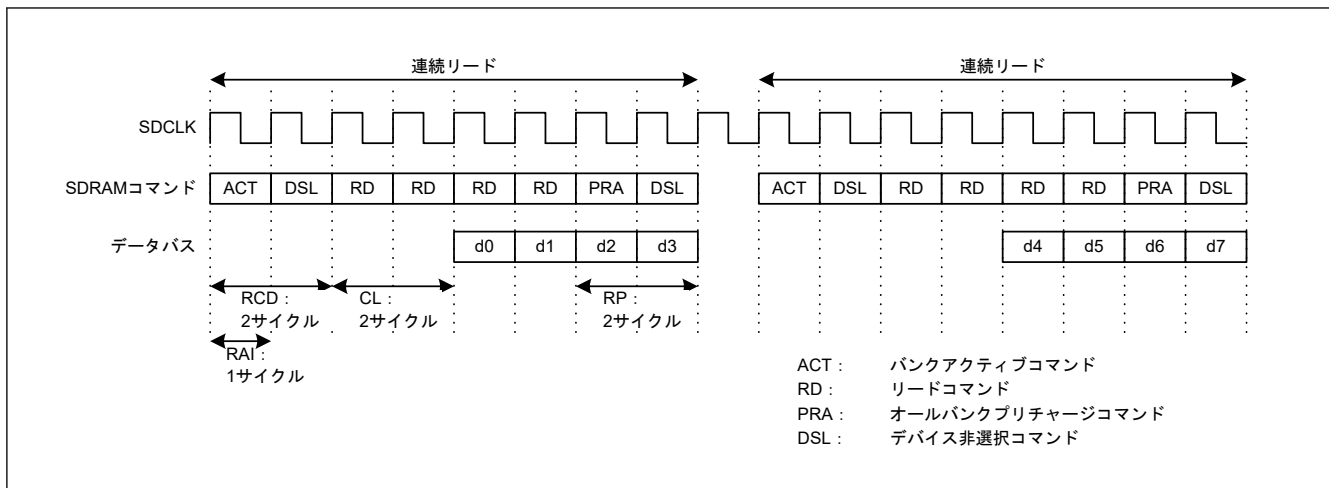 連続リード 連続リード
SDCLK
SDRAMコマンド ACT DSL RD RD RD RD PRA DSL ACT DSL RD RD RD RD PRA DSL
データバス d0 d1 d2 d3 d4 d5 d6 d7
RCD： CL： RP：
2サイクル 2サイクル 2サイクル
RAI：
1サイクル
ACT： バンクアクティブコマンド
RD： リードコマンド
PRA： オールバンクプリチャージコマンド
DSL： デバイス非選択コマンド